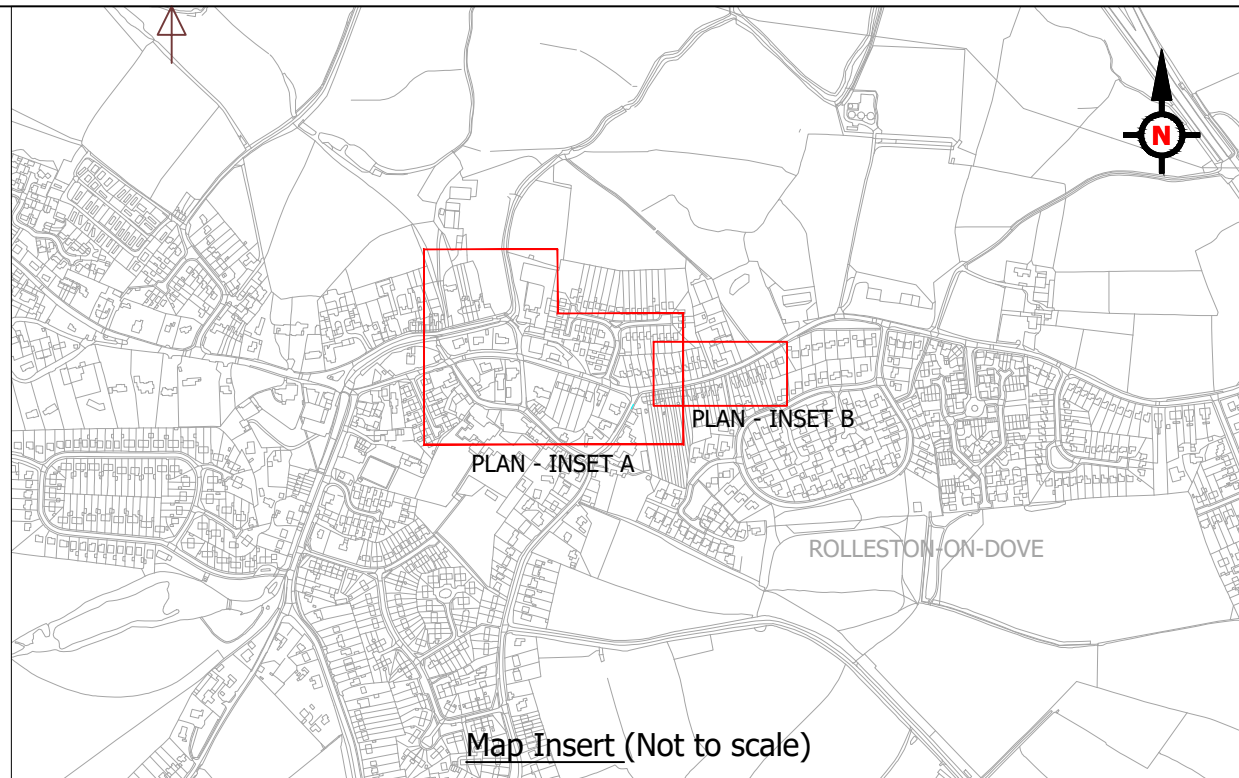 N
PLAN - INSET B
PLAN - INSET A
ROLLESTON-ON-DOVE
Map Insert (Not to scale)